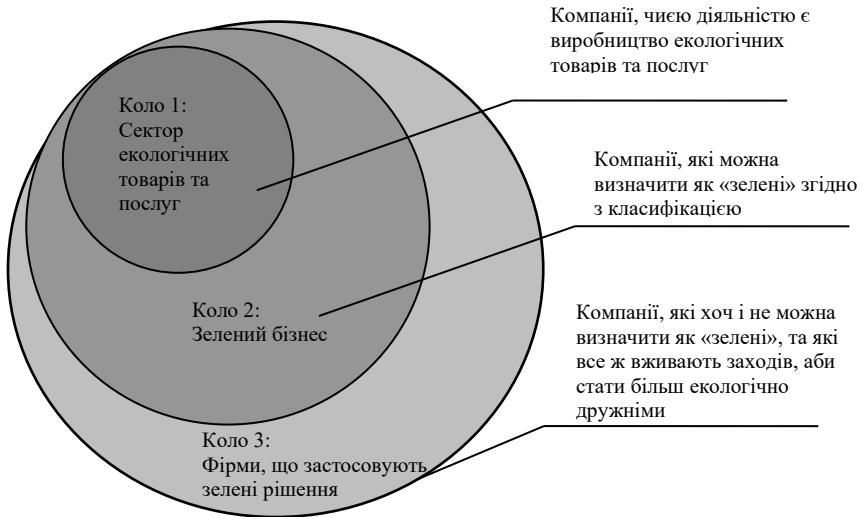 Компанії, чиєю діяльністю є
виробництво екологічних
товарів та послуг
Коло 1:
Сектор
екологічних
товарів та
послуг
Компанії, які можна
визначити як «зелені» згідно
з класифікацією
Коло 2:
Зелений бізнес
Компанії, які хоч і не можна
визначити як «зелені», та які
все ж вживають заходів, аби
стати більш екологічно
дружніми
Коло 3:
Фірми, що застосовують
зелені рішення